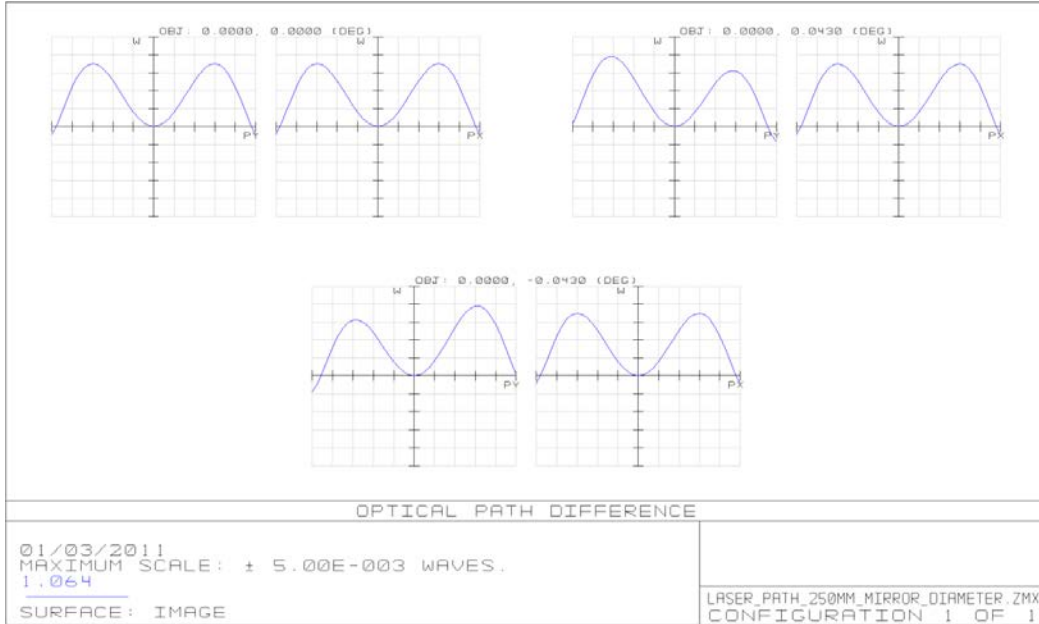 OBJ: 0.0000, 0.0000 (DEG)
W
W
PY
PX
OBJ: 0.0000, 0.0430 (DEG)
W
W
PY
PX
OBJ: 0.0000, -0.0430 (DEG)
W
W
PY
PX
OPTICAL PATH DIFFERENCE
01/03/2011
MAXIMUM SCALE: ± 5.00E-003 WAVES.
1.064
SURFACE: IMAGE
LASER_PATH_250MM_MIRROR_DIAMETER.ZMX
CONFIGURATION 1 OF 1